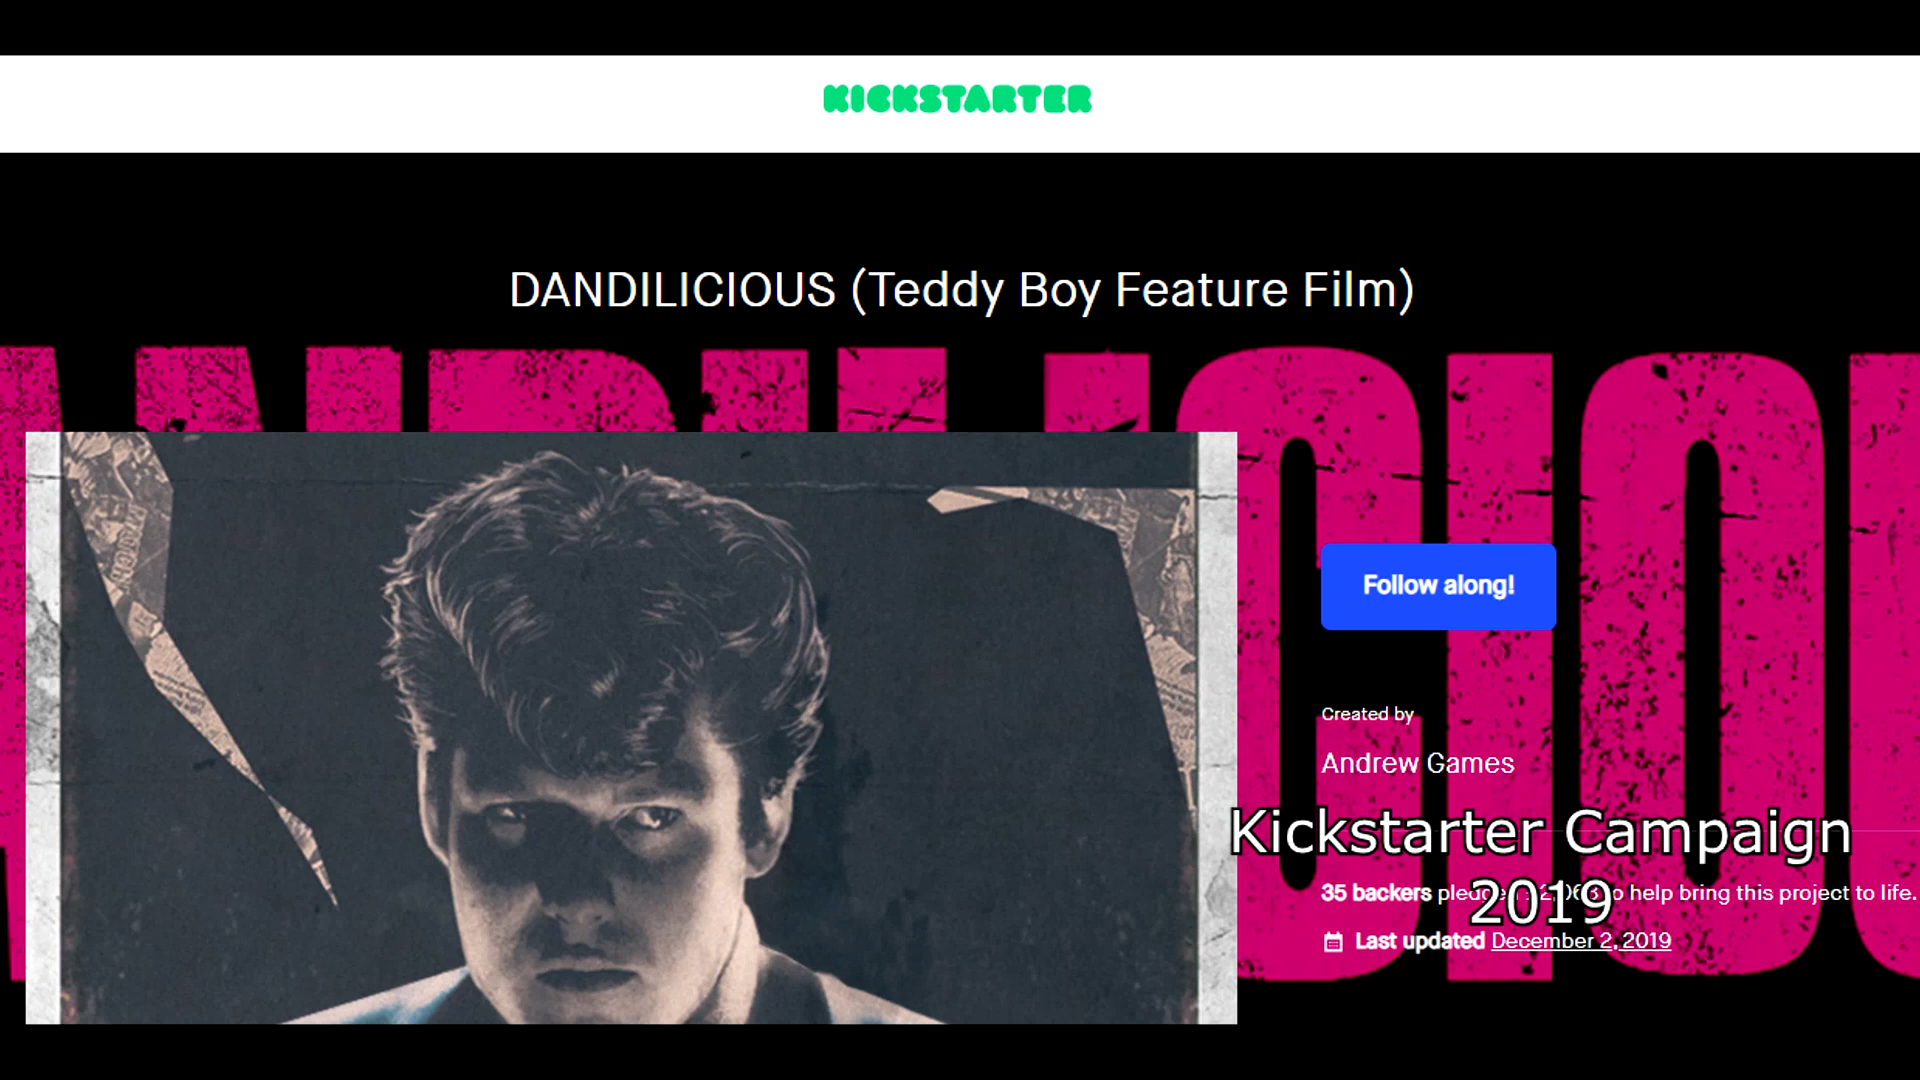 KICKSTARTER
DANDILICIOUS (Teddy Boy Feature Film)
Follow along!
Created by
Andrew Games
Kickstarter Campaign
2019
35 backers to help bring this project to life.
Last updated December 2, 2019